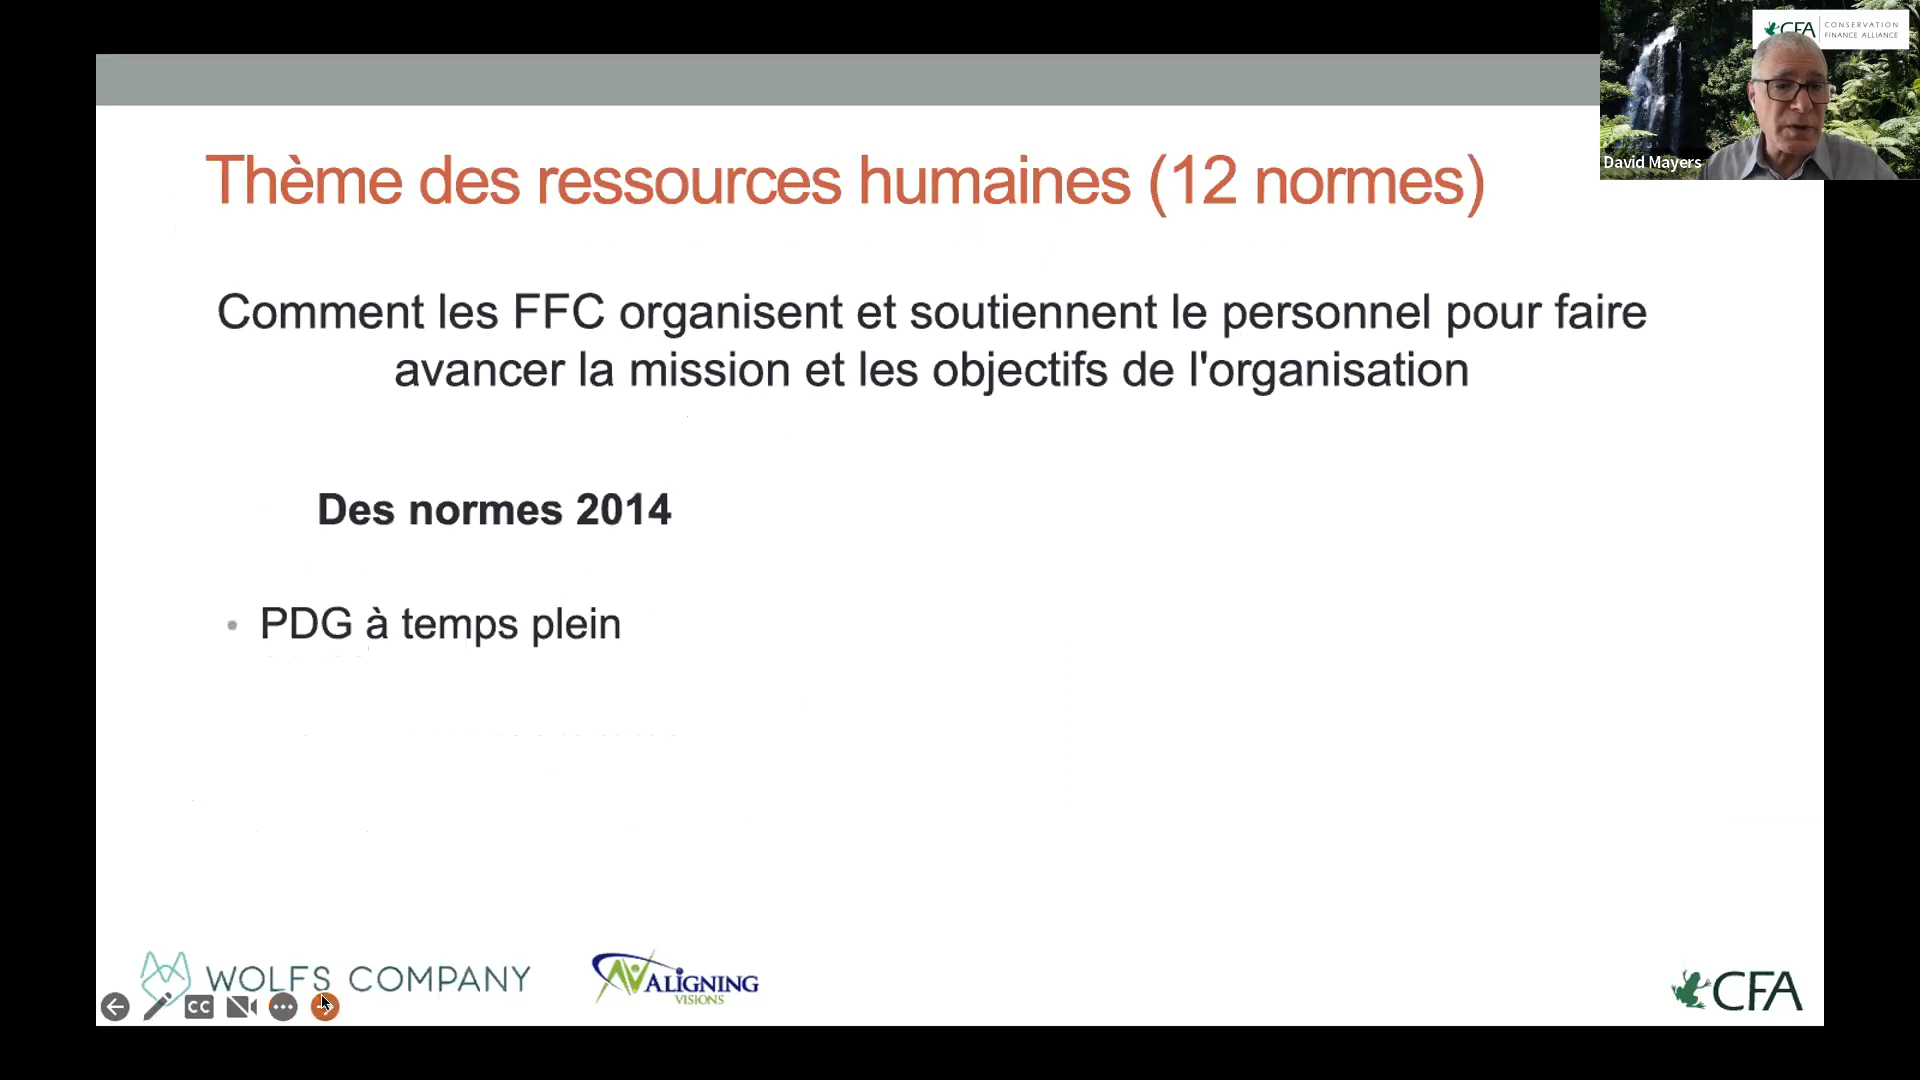 CFA CONSERVATION
FINANCE ALLIANCE
David Mayers
Thème des ressources humaines (12 normes)
Comment les FFC organisent et soutiennent le personnel pour faire
avancer la mission et les objectifs de l'organisation
Des normes 2014
• PDG à temps plein
WOLFS COMPANY
ALIGNING
VISIONS
CFA
CC